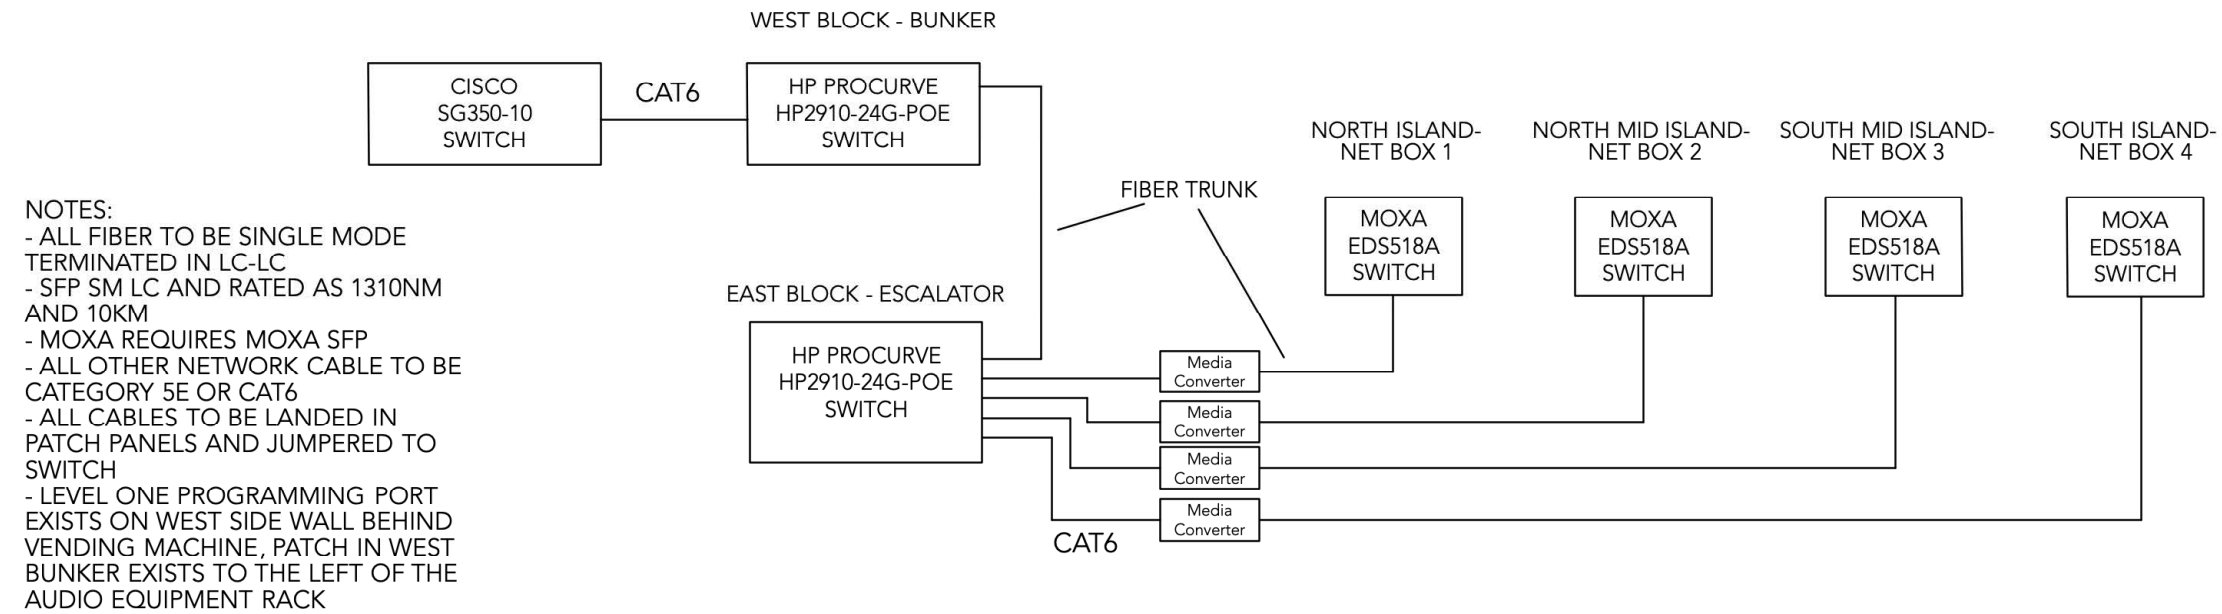 WEST BLOCK - BUNKER
CISCO
SG350-10
SWITCH
CAT6
HP PROCURVE
HP2910-24G-POE
SWITCH
NORTH ISLAND-
NET BOX 1
NORTH MID ISLAND-
NET BOX 2
SOUTH MID ISLAND-
NET BOX 3
SOUTH ISLAND-
NET BOX 4
FIBER TRUNK
MOXA
EDS518A
SWITCH
MOXA
EDS518A
SWITCH
MOXA
EDS518A
SWITCH
MOXA
EDS518A
SWITCH
NOTES:
- ALL FIBER TO BE SINGLE MODE
TERMINATED IN LC-LC
- SFP SM LC AND RATED AS 1310NM
AND 10KM
- MOXA REQUIRES MOXA SFP
- ALL OTHER NETWORK CABLE TO BE
CATEGORY 5E OR CAT6
- ALL CABLES TO BE LANDED IN
PATCH PANELS AND JUMPERED TO
SWITCH
- LEVEL ONE PROGRAMMING PORT
EXISTS ON WEST SIDE WALL BEHIND
VENDING MACHINE, PATCH IN WEST
BUNKER EXISTS TO THE LEFT OF THE
AUDIO EQUIPMENT RACK
EAST BLOCK - ESCALATOR
HP PROCURVE
HP2910-24G-POE
SWITCH
Media
Converter
Media
Converter
Media
Converter
Media
Converter
CAT6